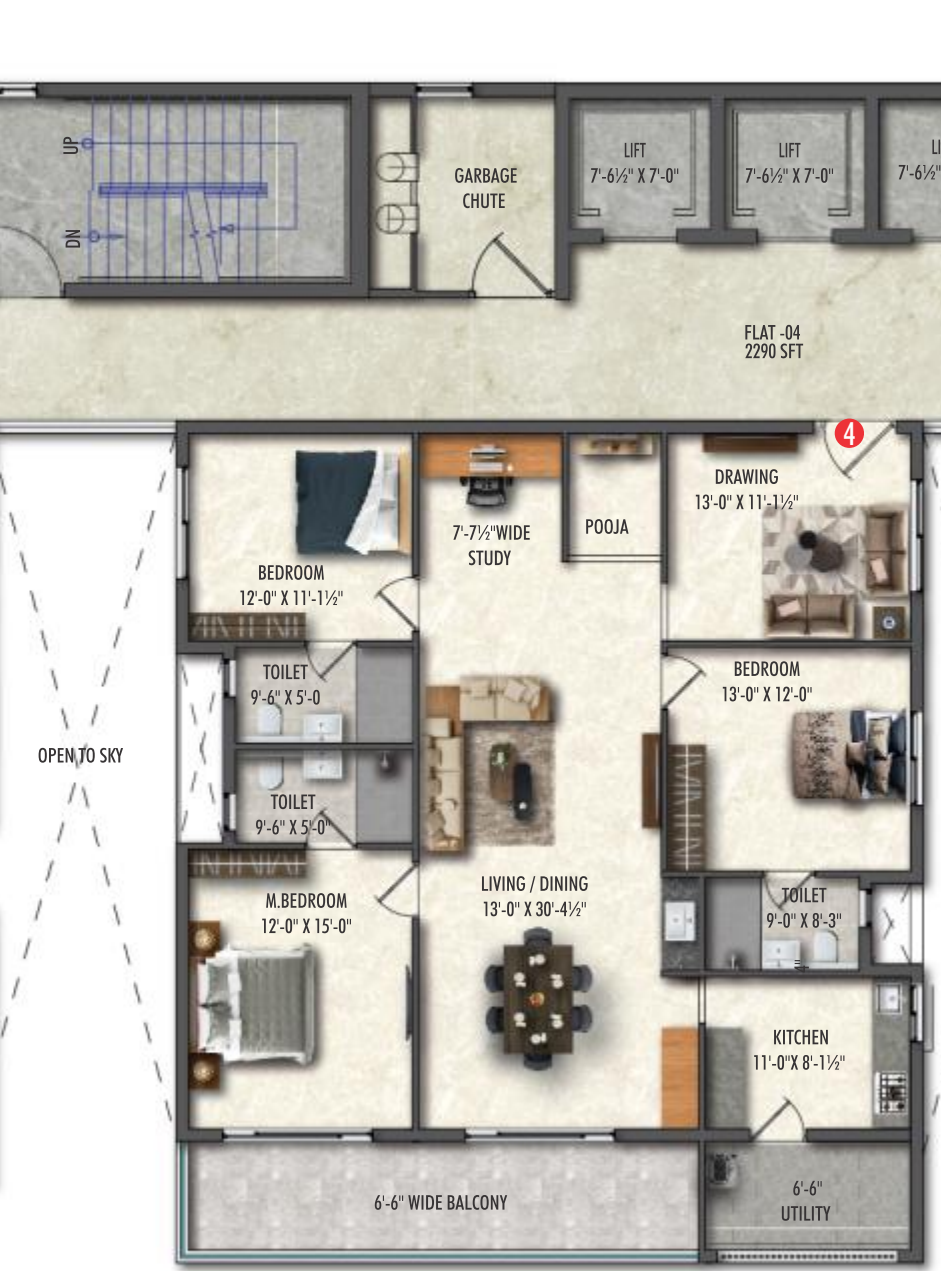 UP
DN
GARBAGE
CHUTE
LIFT
7'-6½" X 7'-0"
LIFT
7'-6½" X 7'-0"
LI
7'-6½"
FLAT -04
2290 SFT
4
DRAWING
13'-0" X 11'-1½"
7'-7½"WIDE
STUDY
POOJA
BEDROOM
12'-0" X 11'-1½"
TOILET
9'-6" X 5'-0
BEDROOM
13'-0" X 12'-0"
OPEN TO SKY
TOILET
9'-6" X 5'-0"
LIVING / DINING
13'-0" X 30'-4½"
M.BEDROOM
12'-0" X 15'-0"
TOILET
9'-0" X 8'-3"
KITCHEN
11'-0"X 8'-1½"
6'-6" WIDE BALCONY
6'-6"
UTILITY